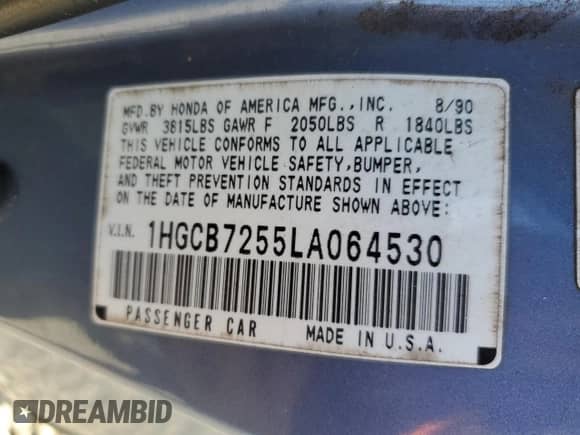 MFD.BY HONDA OF AMERICA MFG.,INC. 8/90
GVWR 3615LBS GAWR F 2050LBS R 1840LBS
THIS VEHICLE CONFORMS TO ALL APPLICABLE
FEDERAL MOTOR VEHICLE SAFETY,BUMPER,
AND THEFT PREVENTION STANDARDS IN EFFECT
ON THE DATE OF MANUFACTURE SHOWN ABOVE:
V.I.N. 1HGCB7255LA064530
PASSENGER CAR MADE IN U.S.A.
DREAMBID